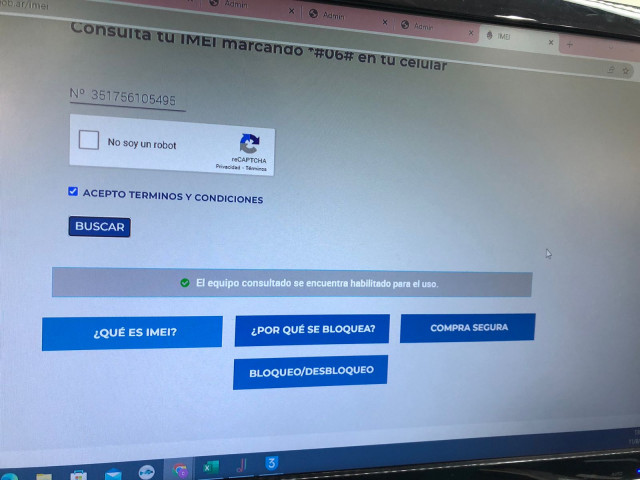 ob.ar/imei
Admin
Admin
Admin
IMEI
Consulta tu IMEI marcando *#06# en tu celular
Nº 351756105495
No soy un robot
reCAPTCHA
Privacidad - Términos
ACEPTO TERMINOS Y CONDICIONES
BUSCAR
El equipo consultado se encuentra habilitado para el uso.
¿QUÉ ES IMEI?
¿POR QUÉ SE BLOQUEA?
COMPRA SEGURA
BLOQUEO/DESBLOQUEO